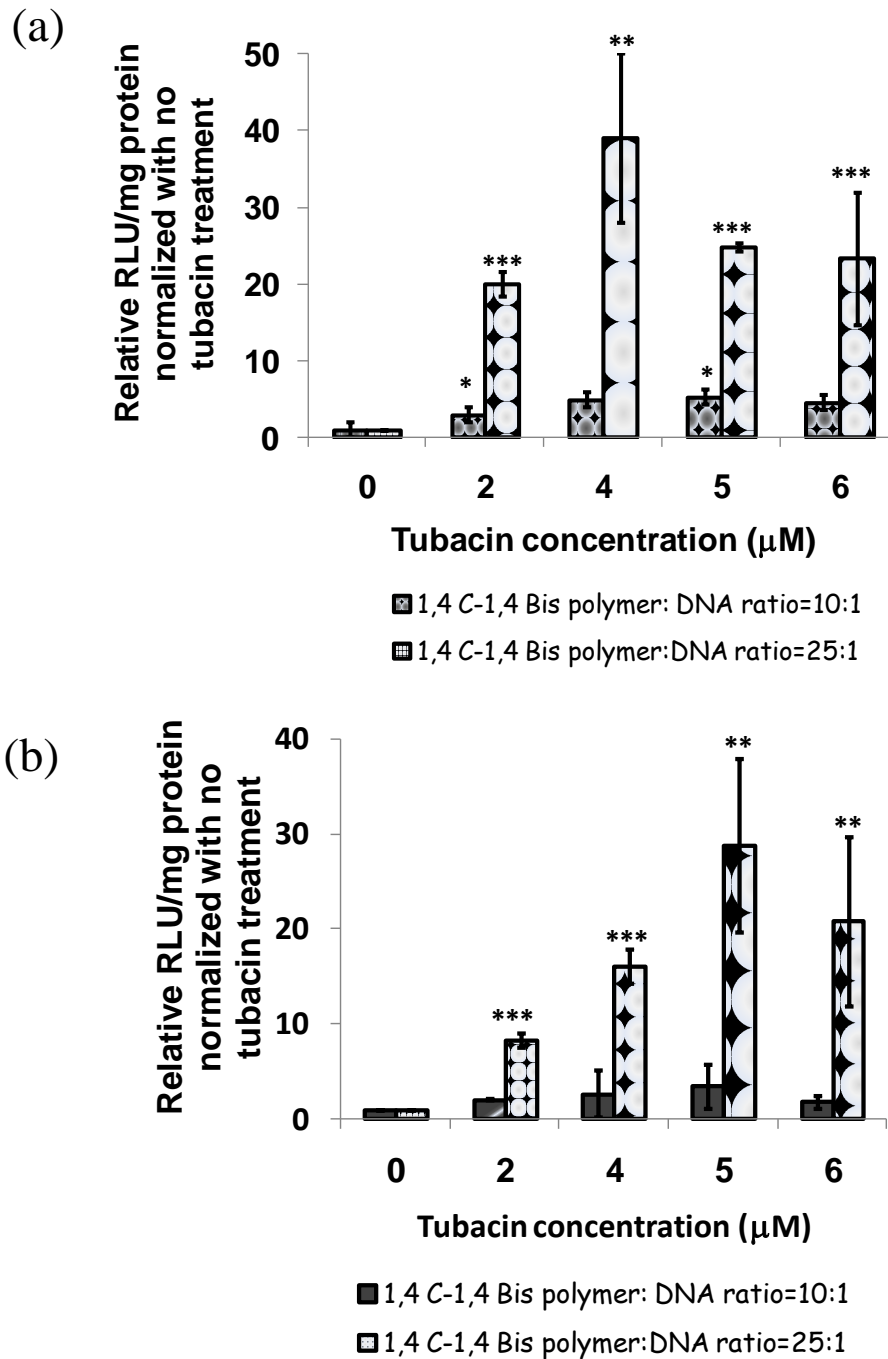 (a)
Relative RLU/mg protein
normalized with no
tubacin treatment
50
40
30
20
10
0
**
***
***
***
*
*
0 2 4 5 6
Tubacin concentration (μM)
1,4 C-1,4 Bis polymer: DNA ratio=10:1
1,4 C-1,4 Bis polymer:DNA ratio=25:1
(b)
Relative RLU/mg protein
normalized with no
tubacin treatment
40
30
20
10
0
**
**
***
***
0 2 4 5 6
Tubacin concentration (μM)
1,4 C-1,4 Bis polymer: DNA ratio=10:1
1,4 C-1,4 Bis polymer:DNA ratio=25:1